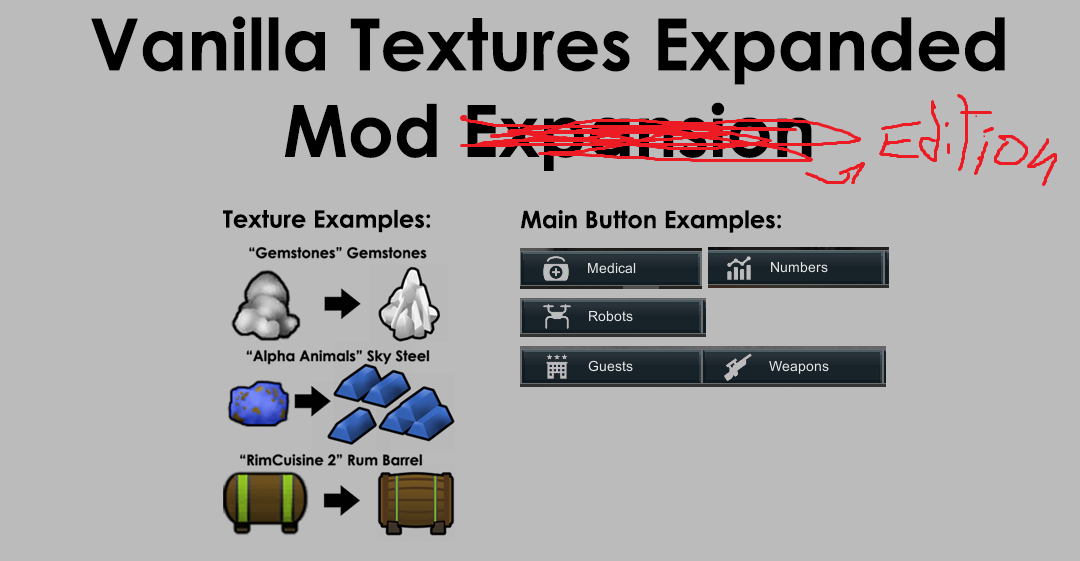 Vanilla Textures Expanded
Mod Expansion Edition
Texture Examples:
"Gemstones" Gemstones
"Alpha Animals" Sky Steel
"RimCuisine 2" Rum Barrel
Main Button Examples:
Medical
Numbers
Robots
Guests
Weapons